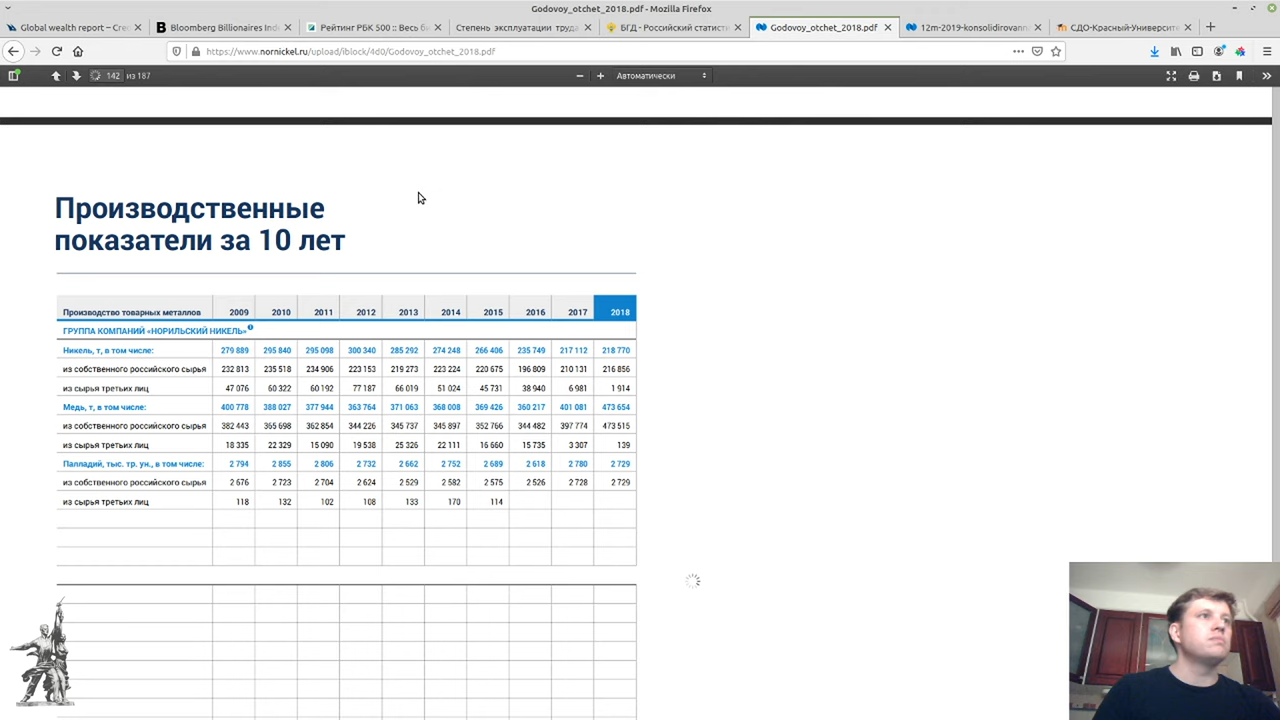 Godovoy_otchet_2018.pdf - Mozilla Firefox
Global wealth report – Cre
Bloomberg Billionaires Ind
Рейтинг РБК 500 :: Весь б
Степень эксплуатации труда
БГД - Российский статисти
Godovoy_otchet_2018.pdf
12m-2019-konsolidirovann
СДО-Красный-Университе
https://www.nornickel.ru/upload/iblock/4d0/Godovoy_otchet_2018.pdf
142 из 187
Автоматически
Производственные
показатели за 10 лет
Производство товарных металлов 2009 2010 2011 2012 2013 2014 2015 2016 2017 2018
ГРУППА КОМПАНИЙ «НОРИЛЬСКИЙ НИКЕЛЬ» 1
Никель, т, в том числе: 279 889 295 840 295 098 300 340 285 292 274 248 266 406 235 749 217 112 218 770
из собственного российского сырья 232 813 235 518 234 906 223 153 219 273 223 224 220 675 196 809 210 131 216 856
из сырья третьих лиц 47 076 60 322 60 192 77 187 66 019 51 024 45 731 38 940 6 981 1 914
Медь, т, в том числе: 400 778 388 027 377 944 363 764 371 063 368 008 369 426 360 217 401 081 473 654
из собственного российского сырья 382 443 365 698 362 854 344 226 345 737 345 897 352 766 344 482 397 774 473 515
из сырья третьих лиц 18 335 22 329 15 090 19 538 25 326 22 111 16 660 15 735 3 307 139
Палладий, тыс. тр. ун., в том числе: 2 794 2 855 2 806 2 732 2 662 2 752 2 689 2 618 2 780 2 729
из собственного российского сырья 2 676 2 723 2 704 2 624 2 529 2 582 2 575 2 526 2 728 2 729
из сырья третьих лиц 118 132 102 108 133 170 114